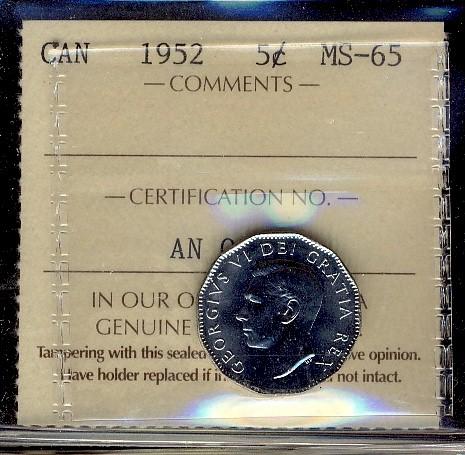 CAN 1952 5¢ MS-65
— COMMENTS —
— CERTIFICATION NO. —
AN
IN OUR O A
GENUINE
Tampering with this sealed ve opinion.
Have holder replaced if in not intact.
GEORGIVS VI DEI GRATIA REX